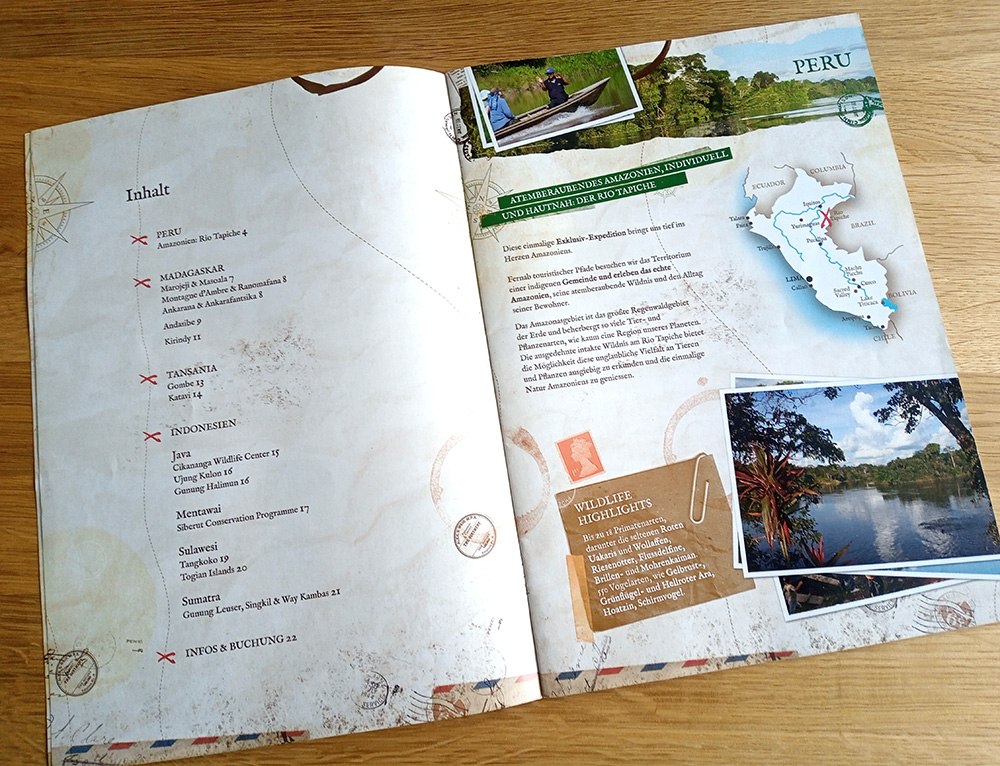 Inhalt
PERU
Amazonien: Rio Tapiche 4
MADAGASKAR
Marojeji & Masoala 7
Montagne d'Ambre & Ranomafana 8
Ankarana & Ankarafantsika 8
Andasibe 9
Kirindy 11
TANSANIA
Gombe 13
Katavi 14
INDONESIEN
Java
Cikananga Wildlife Center 15
Ujung Kulon 16
Gunung Halimun 16
Mentawai
Siberut Conservation Programme 17
Sulawesi
Tangkoko 19
Togian Islands 20
Sumatra
Gunung Leuser, Singkil & Way Kambas 21
INFOS & BUCHUNG 22
PERU
ATEMBERAUBENDES AMAZONIEN, INDIVIDUELL
UND HAUTNAH: DER RIO TAPICHE
Diese einmalige Exklusiv-Expedition bringt uns tief ins
Herzen Amazoniens.
Fernab touristischer Pfade besuchen wir das Territorium
einer indigenen Gemeinde und erleben das echte
Amazonien, seine atemberaubende Wildnis und den Alltag
seiner Bewohner.
Das Amazonasgebiet ist das größte Regenwaldgebiet
der Erde und beherbergt so viele Tier- und
Pflanzenarten, wie kaum eine Region unseres Planeten.
Die ausgedehnte intakte Wildnis am Rio Tapiche bietet
die Möglichkeit diese unglaubliche Vielfalt an Tieren
und Pflanzen ausgiebig zu erkunden und die einmalige
Natur Amazoniens zu geniessen.
ECUADOR
COLUMBIA
Iquitos
Rio
Tapiche
Talara
Paita
Yurimaguas
BRAZIL
Pucallpa
Trujillo
LIMA
Callao
Machu
Picchu
Cusco
Sacred
Valley
Lake
Titicaca
BOLIVIA
Arequipa
CHILE
WILDLIFE
HIGHLIGHTS
Bis zu 18 Primatenarten,
darunter die seltenen Roten
Uakaris und Wollaffen,
Riesenotter, Flussdelfine,
Brillen- und Mohrenkaiman
550 Vogelarten, wie Gelbrust-,
Grünflügel- und Hellroter Ara,
Hoatzin, Schirmvogel